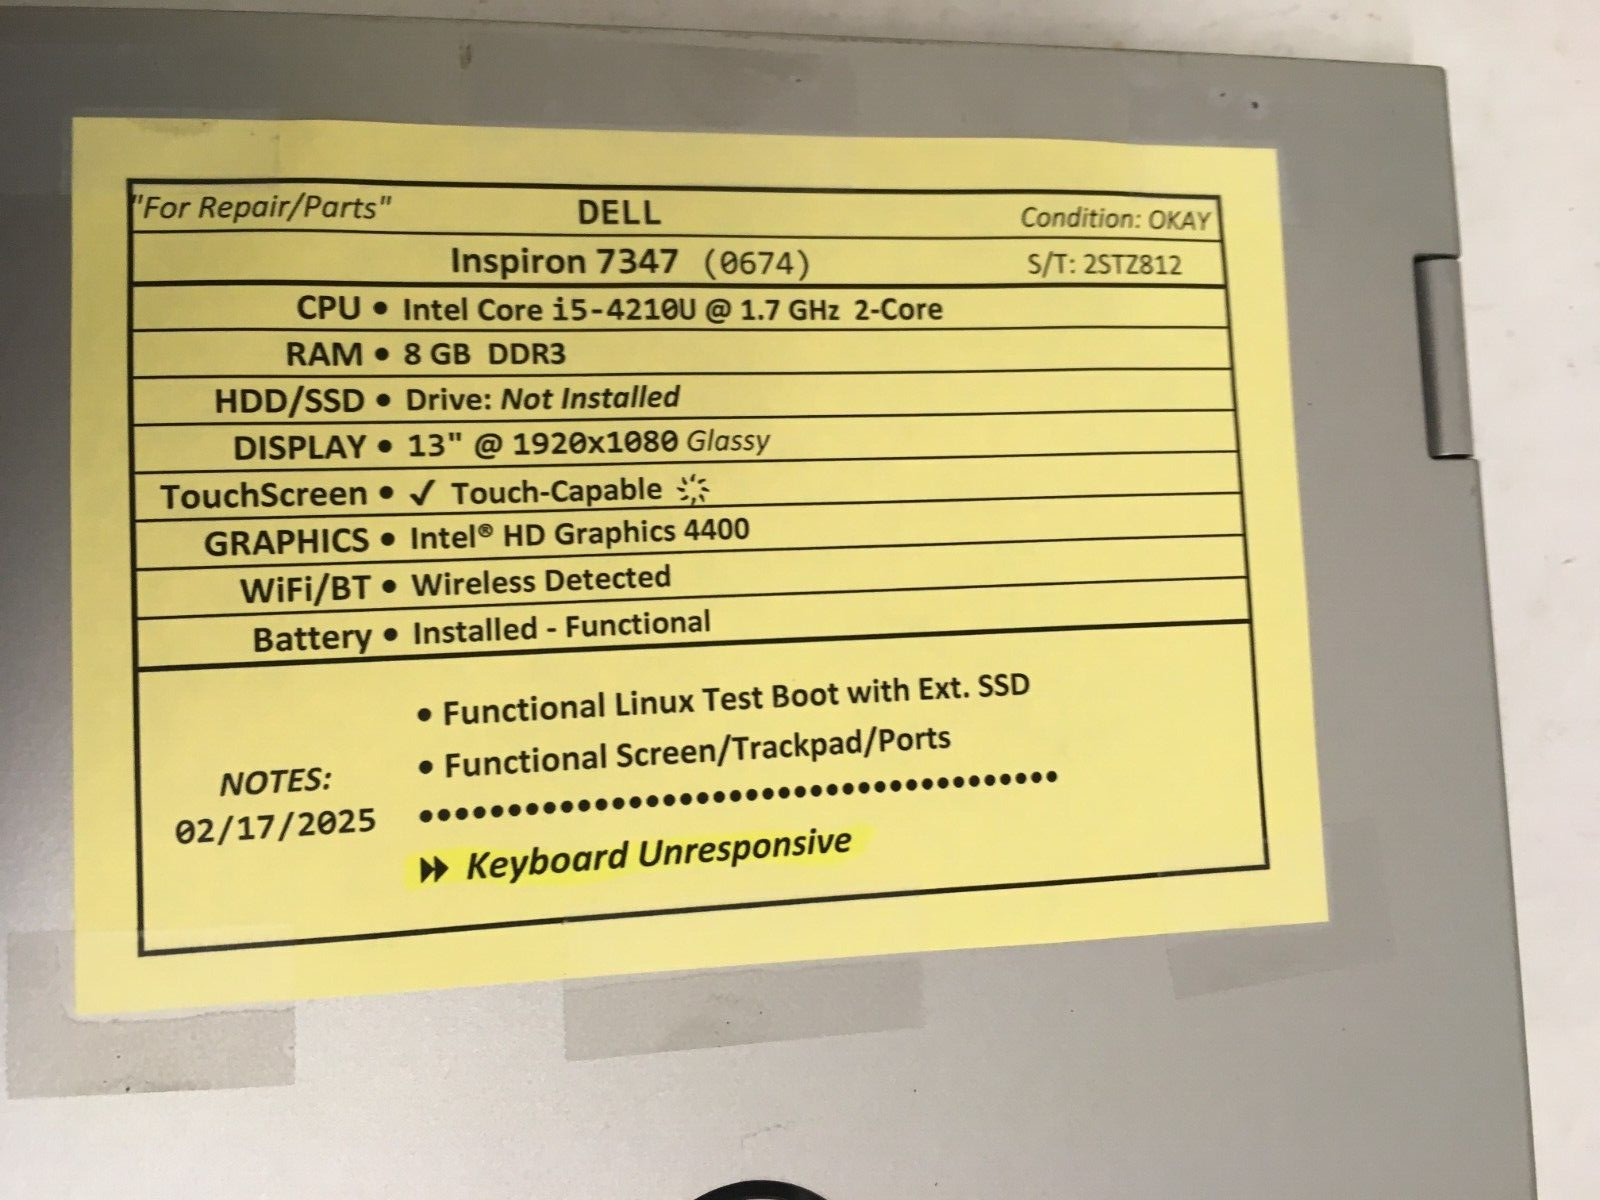 "For Repair/Parts" DELL Condition: OKAY
Inspiron 7347 (0674) S/T: 2STZ812
CPU • Intel Core i5-4210U @ 1.7 GHz 2-Core
RAM • 8 GB DDR3
HDD/SSD • Drive: Not Installed
DISPLAY • 13" @ 1920x1080 Glassy
TouchScreen • ✓ Touch-Capable
GRAPHICS • Intel® HD Graphics 4400
WiFi/BT • Wireless Detected
Battery • Installed - Functional
• Functional Linux Test Boot with Ext. SSD
• Functional Screen/Trackpad/Ports
NOTES:
02/17/2025
Keyboard Unresponsive